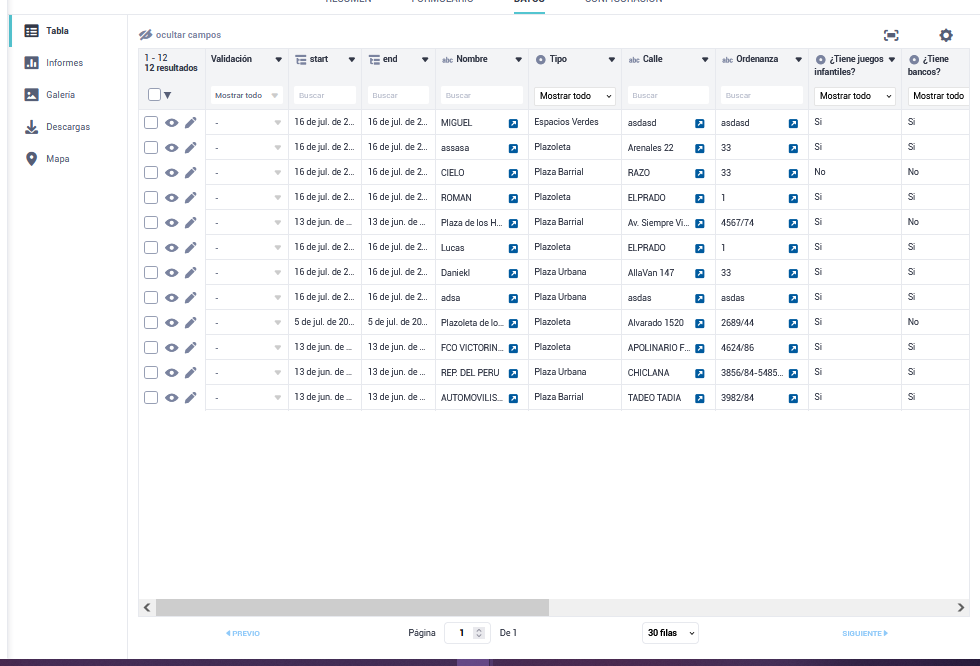 RESUMEN FORMULARIO DATOS CONFIGURACIÓN
Tabla
Informes
Galería
Descargas
Mapa
ocultar campos
1 - 12
12 resultados
Validación start end abc Nombre Tipo abc Calle abc Ordenanza ¿Tiene juegos infantiles? ¿Tiene bancos?
Mostrar todo Buscar Buscar Buscar Mostrar todo Buscar Buscar Mostrar todo Mostrar todo
- 16 de jul. de 2... 16 de jul. de 2... MIGUEL Espacios Verdes asdasd asdasd Si Si
- 16 de jul. de 2... 16 de jul. de 2... assasa Plazoleta Arenales 22 33 Si Si
- 16 de jul. de 2... 16 de jul. de 2... CIELO Plaza Barrial RAZO 33 No No
- 16 de jul. de 2... 16 de jul. de 2... ROMAN Plazoleta ELPRADO 1 Si Si
- 13 de jun. de ... 13 de jun. de ... Plaza de los H... Plaza Barrial Av. Siempre Vi... 4567/74 Si No
- 16 de jul. de 2... 16 de jul. de 2... Lucas Plazoleta ELPRADO 1 Si Si
- 16 de jul. de 2... 16 de jul. de 2... Daniekl Plaza Urbana AllaVan 147 33 Si Si
- 16 de jul. de 2... 16 de jul. de 2... adsa Plaza Urbana asdas asdas Si Si
- 5 de jul. de 20... 5 de jul. de 20... Plazoleta de lo... Plazoleta Alvarado 1520 2689/44 Si No
- 13 de jun. de ... 13 de jun. de ... FCO VICTORIN... Plazoleta APOLINARIO F... 4624/86 Si Si
- 13 de jun. de ... 13 de jun. de ... REP. DEL PERU Plaza Urbana CHICLANA 3856/84-5485... Si Si
- 13 de jun. de ... 13 de jun. de ... AUTOMOVILIS... Plaza Barrial TADEO TADIA 3982/84 Si Si
PREVIO Página 1 De 1 30 filas SIGUIENTE